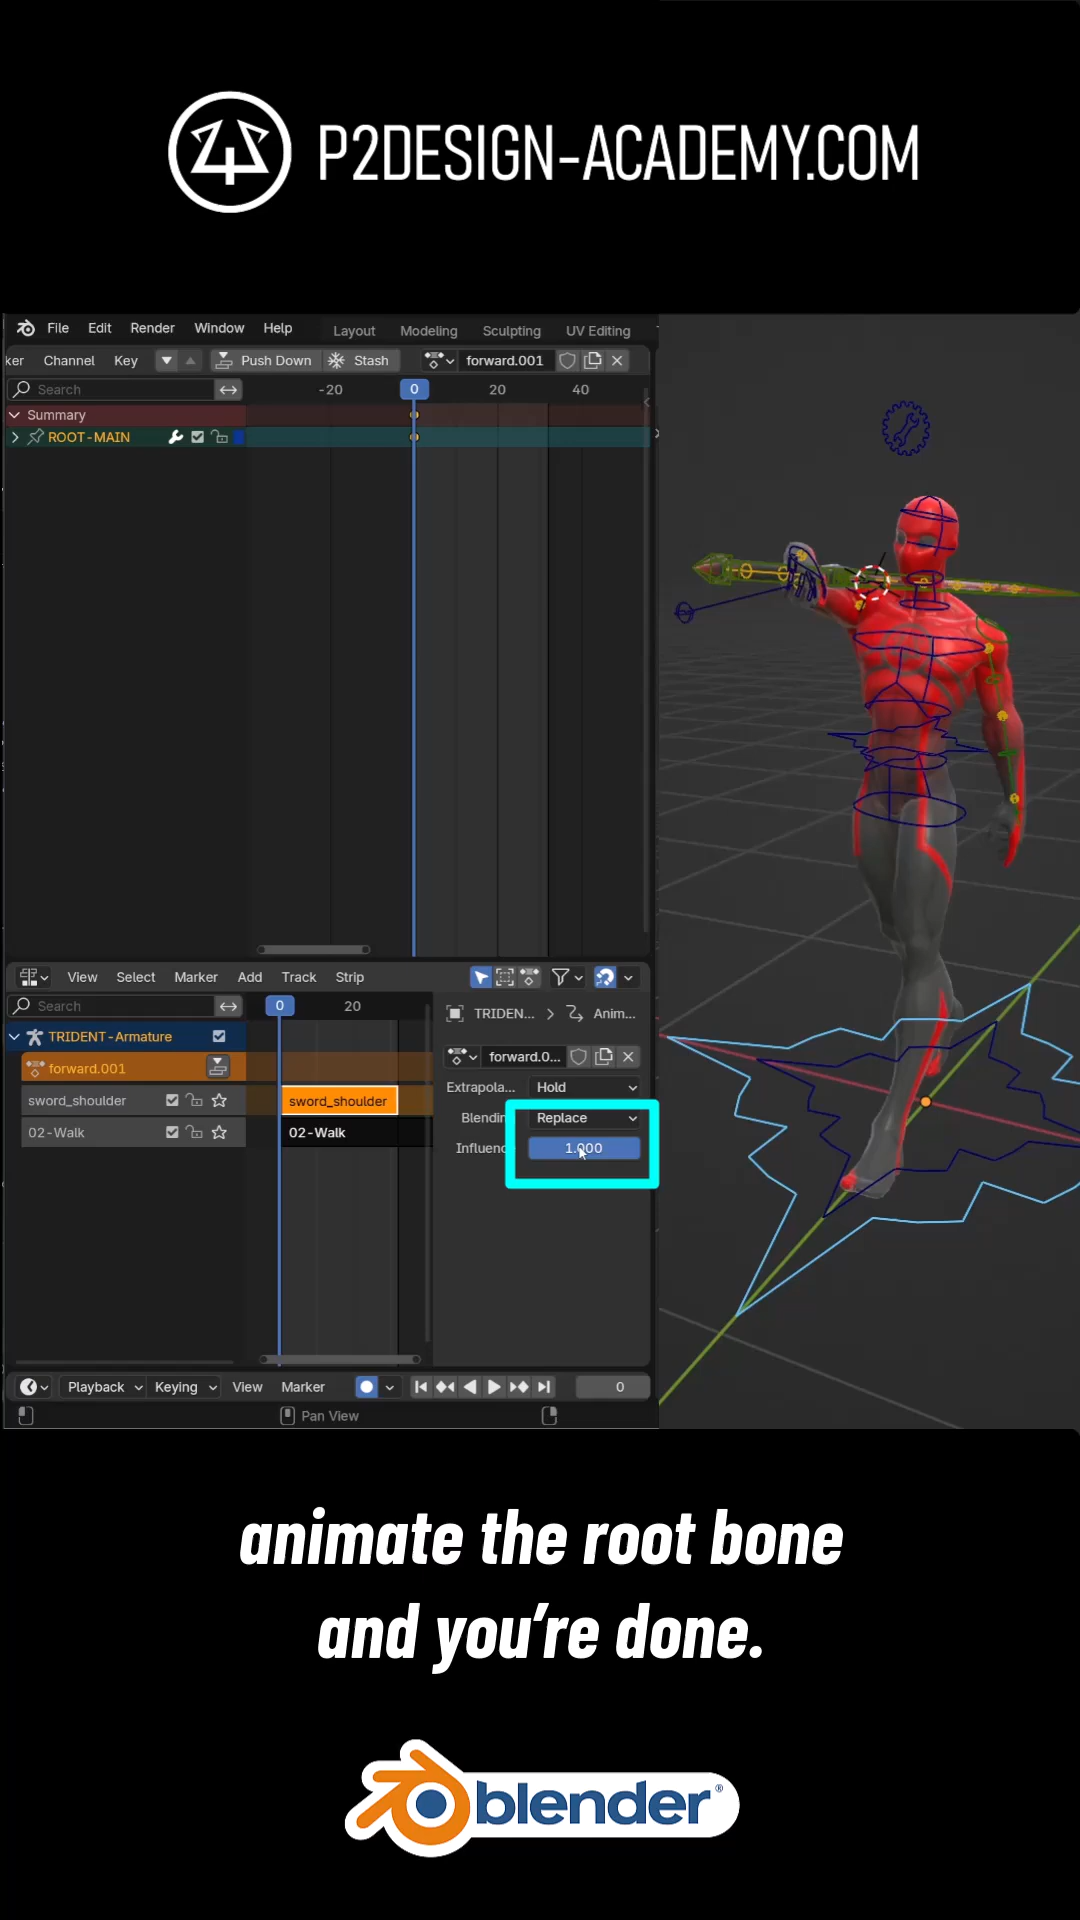 P2DESIGN-ACADEMY.COM
File Edit Render Window Help Layout Modeling Sculpting UV Editing
ker Channel Key Push Down Stash forward.001
Search -20 0 20 40
Summary
ROOT-MAIN
View Select Marker Add Track Strip
Search 0 20
TRIDEN... Anim...
TRIDENT-Armature
forward.0...
forward.001
Extrapola... Hold
sword_shoulder sword_shoulder
Blendin Replace
02-Walk 02-Walk
Influenc 1.000
Playback Keying View Marker 0
Pan View
animate the root bone
and you're done.
blender®